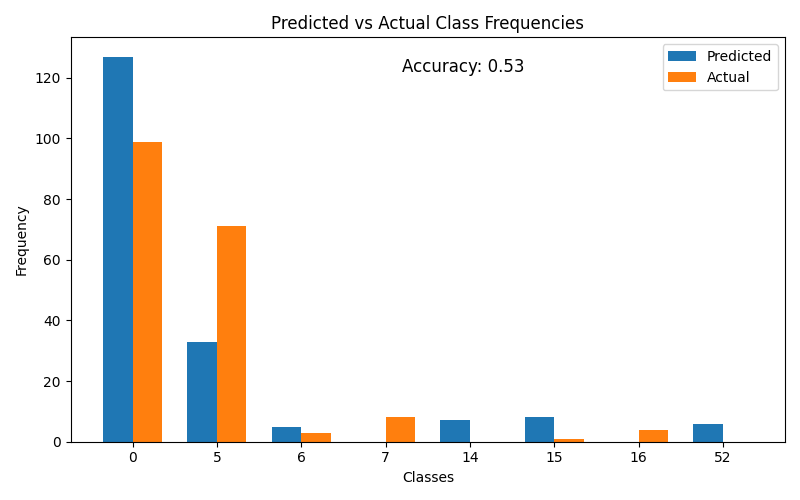 Predicted vs Actual Class Frequencies
Accuracy: 0.53
Predicted
Actual
Frequency
120
100
80
60
40
20
0
0 5 6 7 14 15 16 52
Classes